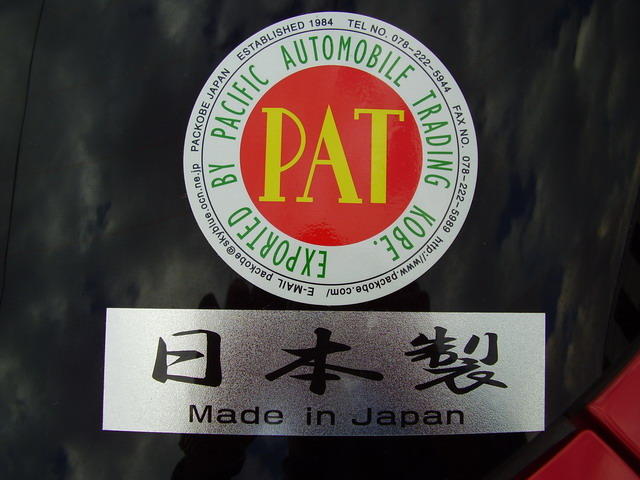 PACKOBE JAPAN ESTABLISHED 1984 TEL NO. 078-222-5944 FAX NO. 078-222-5989 http://www.packobe.com/ E-MAIL packobe@skyblue.ocn.ne.jp
EXPORTED BY PACIFIC AUTOMOBILE TRADING KOBE.
PAT
日本製
Made in Japan